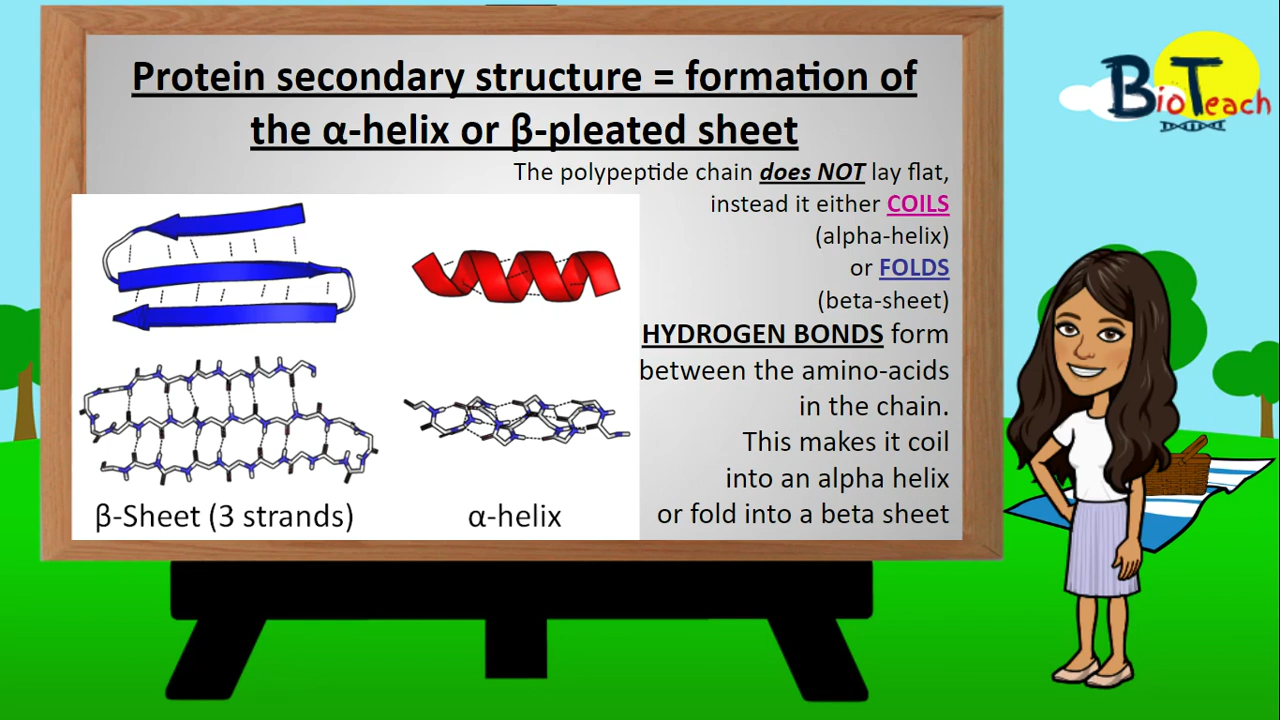 Protein secondary structure = formation of
the α-helix or β-pleated sheet
BioTeach
The polypeptide chain does NOT lay flat,
instead it either COILS
(alpha-helix)
or FOLDS
(beta-sheet)
HYDROGEN BONDS form
between the amino-acids
in the chain.
This makes it coil
into an alpha helix
or fold into a beta sheet
β-Sheet (3 strands)
α-helix